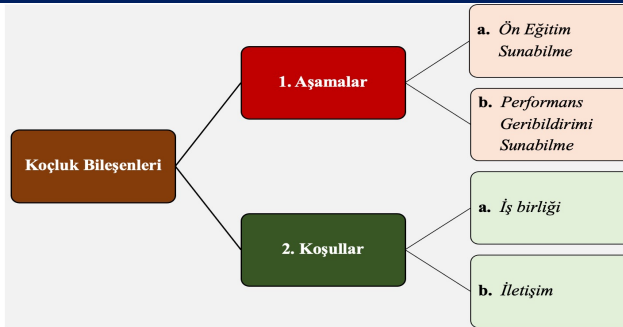 Koçluk Bileşenleri
1. Aşamalar
a. Ön Eğitim
Sunabilme
b. Performans
Geribildirimi
Sunabilme
2. Koşullar
a. İş birliği
b. İletişim